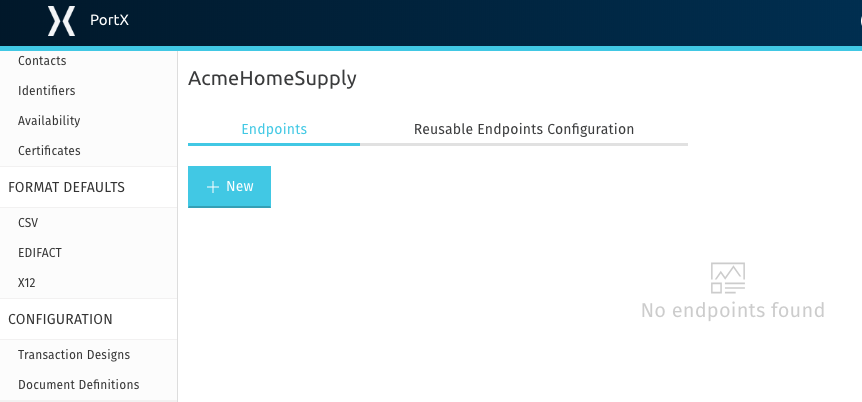 PortX
Contacts
Identifiers
Availability
Certificates
FORMAT DEFAULTS
CSV
EDIFACT
X12
CONFIGURATION
Transaction Designs
Document Definitions
AcmeHomeSupply
Endpoints
Reusable Endpoints Configuration
+ New
No endpoints found